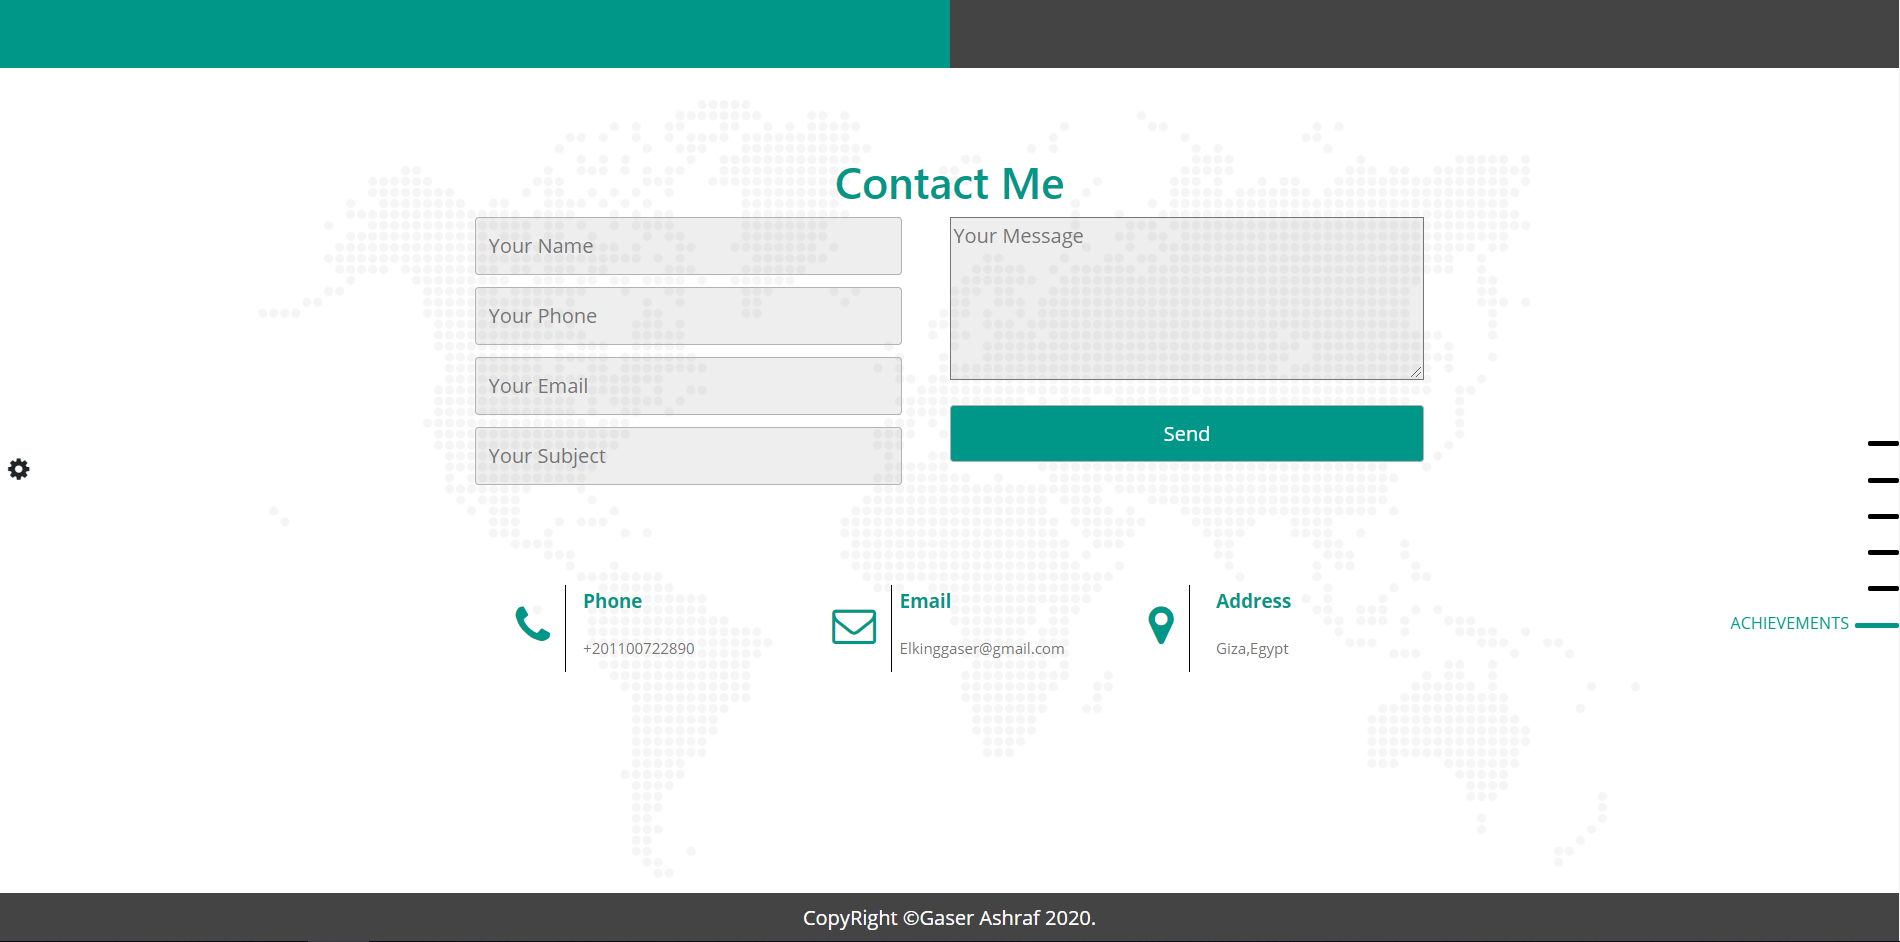 Contact Me
Your Name
Your Phone
Your Email
Your Subject
Your Message
Send
Phone
+201100722890
Email
Elkinggaser@gmail.com
Address
Giza,Egypt
ACHIEVEMENTS
CopyRight ©Gaser Ashraf 2020.